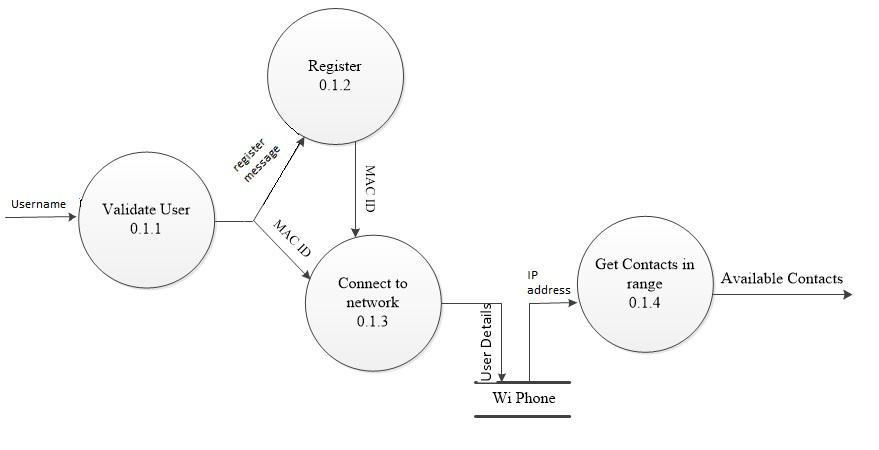 Register
0.1.2
register
message
MAC ID
Username
Validate User
0.1.1
MAC ID
Connect to
network
0.1.3
User Details
IP
address
Get Contacts in
range
0.1.4
Available Contacts
Wi Phone